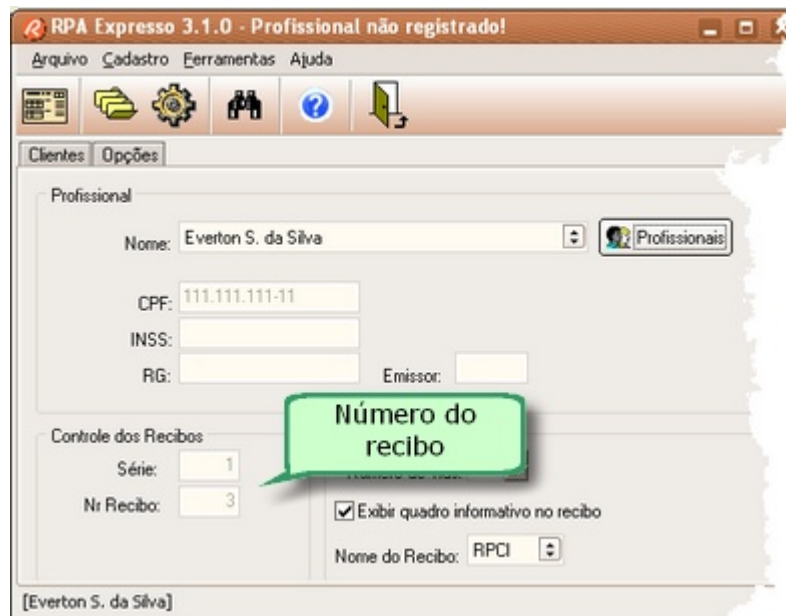 RPA Expresso 3.1.0 - Profissional não registrado!
Arquivo Cadastro Ferramentas Ajuda
Clientes Opções
Profissional
Nome: Everton S. da Silva Profissionais
CPF: 111.111.111-11
INSS:
RG: Emissor:
Número do
recibo
Controle dos Recibos
Série: 1
Nr Recibo: 3
Exibir quadro informativo no recibo
Nome do Recibo: RPCI
[Everton S. da Silva]